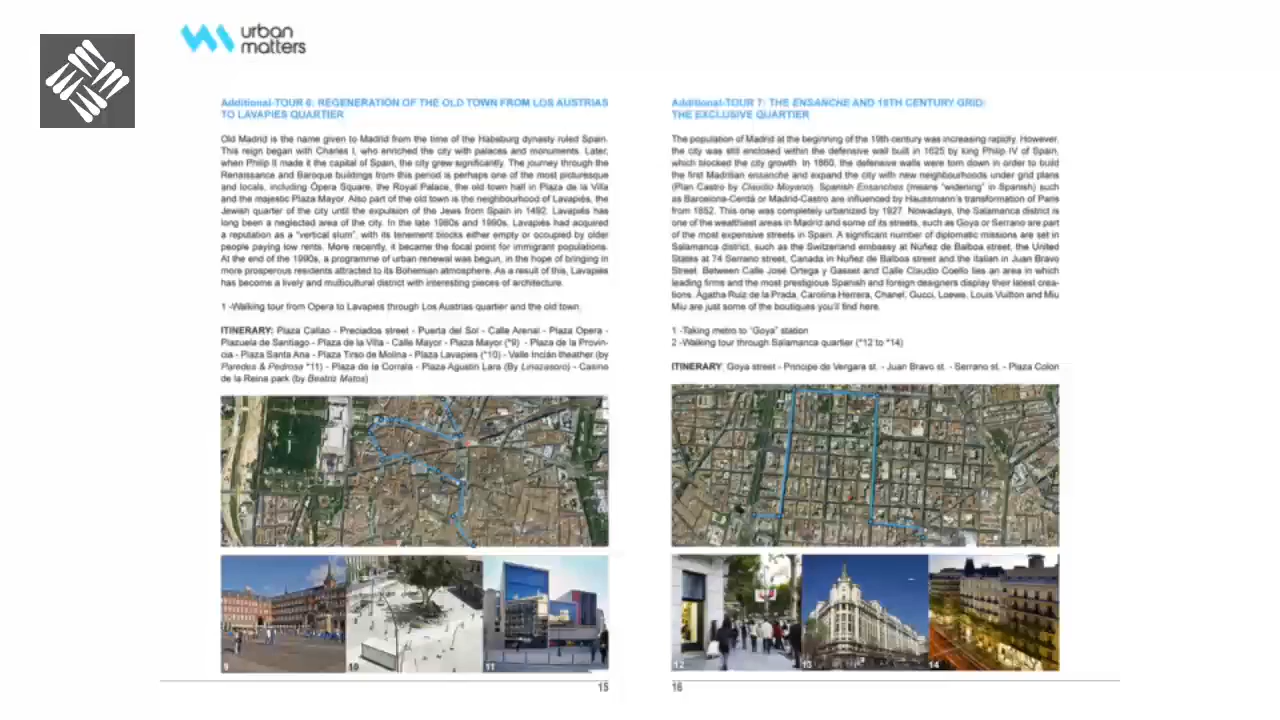 urban
matters
Additional-TOUR 6: REGENERATION OF THE OLD TOWN FROM LOS AUSTRIAS
TO LAVAPIES QUARTIER
Old Madrid is the name given to Madrid from the time of the Habsburg dynasty ruled Spain.
This reign began with Charles I, who enriched the city with palaces and monuments. Later,
when Philip II made it the capital of Spain, the city grew significantly. The journey through the
Renaissance and Baroque buildings from this period is perhaps one of the most picturesque
and locals, including Ópera Square, the Royal Palace, the old town hall in Plaza de la Villa
and the majestic Plaza Mayor. Also part of the old town is the neighbourhood of Lavapiés, the
Jewish quarter of the city until the expulsion of the Jews from Spain in 1492. Lavapiés has
long been a neglected area of the city. In the late 1980s and 1990s, Lavapiés had acquired
a reputation as a "vertical slum", with its tenement blocks either empty or occupied by older
people paying low rents. More recently, it became the focal point for immigrant populations.
At the end of the 1990s, a programme of urban renewal was begun, in the hope of bringing in
more prosperous residents attracted to its Bohemian atmosphere. As a result of this, Lavapiés
has become a lively and multicultural district with interesting pieces of architecture.
1 -Walking tour from Opera to Lavapies through Los Austrias quartier and the old town.
ITINERARY: Plaza Callao - Preciados street - Puerta del Sol - Calle Arenal - Plaza Opera -
Plazuela de Santiago - Plaza de la Villa - Calle Mayor - Plaza Mayor (*9) - Plaza de la Provin-
cia - Plaza Santa Ana - Plaza Tirso de Molina - Plaza Lavapies (*10) - Valle Inclán theather (by
Paredes & Pedrosa *11) - Plaza de la Corrala - Plaza Agustin Lara (By Linazasoro) - Casino
de la Reina park (by Beatriz Matos)
9
10
11
15
Additional-TOUR 7: THE ENSANCHE AND 19TH CENTURY GRID:
THE EXCLUSIVE QUARTIER
The population of Madrid at the beginning of the 19th century was increasing rapidly. However,
the city was still enclosed within the defensive wall built in 1625 by king Philip IV of Spain,
which blocked the city growth. In 1860, the defensive walls were torn down in order to build
the first Madrilian ensanche and expand the city with new neighbourhoods under grid plans
(Plan Castro by Claudio Moyano). Spanish Ensanches (means "widening" in Spanish) such
as Barcelona-Cerdá or Madrid-Castro are influenced by Haussmann's transformation of Paris
from 1852. This one was completely urbanized by 1927. Nowadays, the Salamanca district is
one of the wealthiest areas in Madrid and some of its streets, such as Goya or Serrano are part
of the most expensive streets in Spain. A significant number of diplomatic missions are set in
Salamanca district, such as the Switzerland embassy at Núñez de Balboa street, the United
States at 74 Serrano street, Canada in Nuñez de Balboa street and the Italian in Juan Bravo
Street. Between Calle José Ortega y Gasset and Calle Claudio Coello lies an area in which
leading firms and the most prestigious Spanish and foreign designers display their latest crea-
tions. Ágatha Ruiz de la Prada, Carolina Herrera, Chanel, Gucci, Loewe, Louis Vuitton and Miu
Miu are just some of the boutiques you'll find here.
1 -Taking metro to "Goya" station
2 -Walking tour through Salamanca quartier (*12 to *14)
ITINERARY: Goya street - Principe de Vergara st. - Juan Bravo st. - Serrano st. - Plaza Colon
12
13
14
16